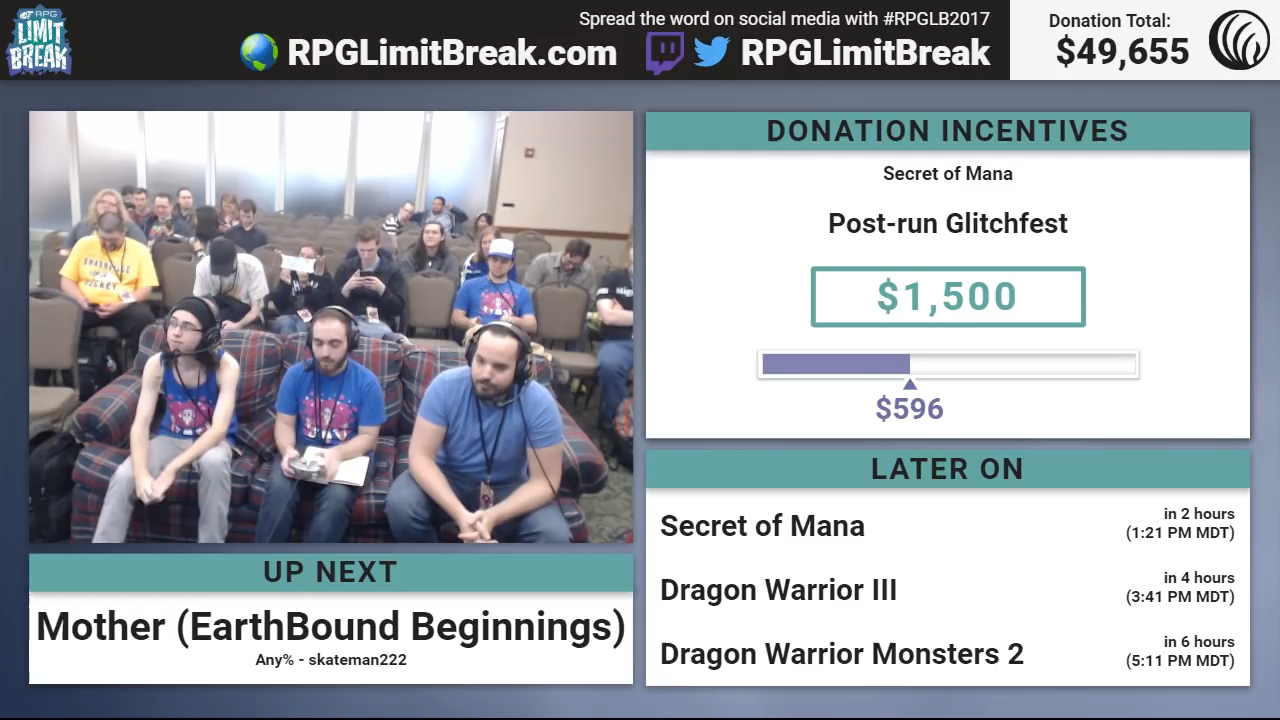 RPG
LIMIT
BREAK
Spread the word on social media with #RPGLB2017
RPGLimitBreak.com
RPGLimitBreak
Donation Total:
$49,655
DONATION INCENTIVES
Secret of Mana
Post-run Glitchfest
$1,500
$596
LATER ON
Secret of Mana
in 2 hours
(1:21 PM MDT)
Dragon Warrior III
in 4 hours
(3:41 PM MDT)
Dragon Warrior Monsters 2
in 6 hours
(5:11 PM MDT)
UP NEXT
Mother (EarthBound Beginnings)
Any% - skateman222